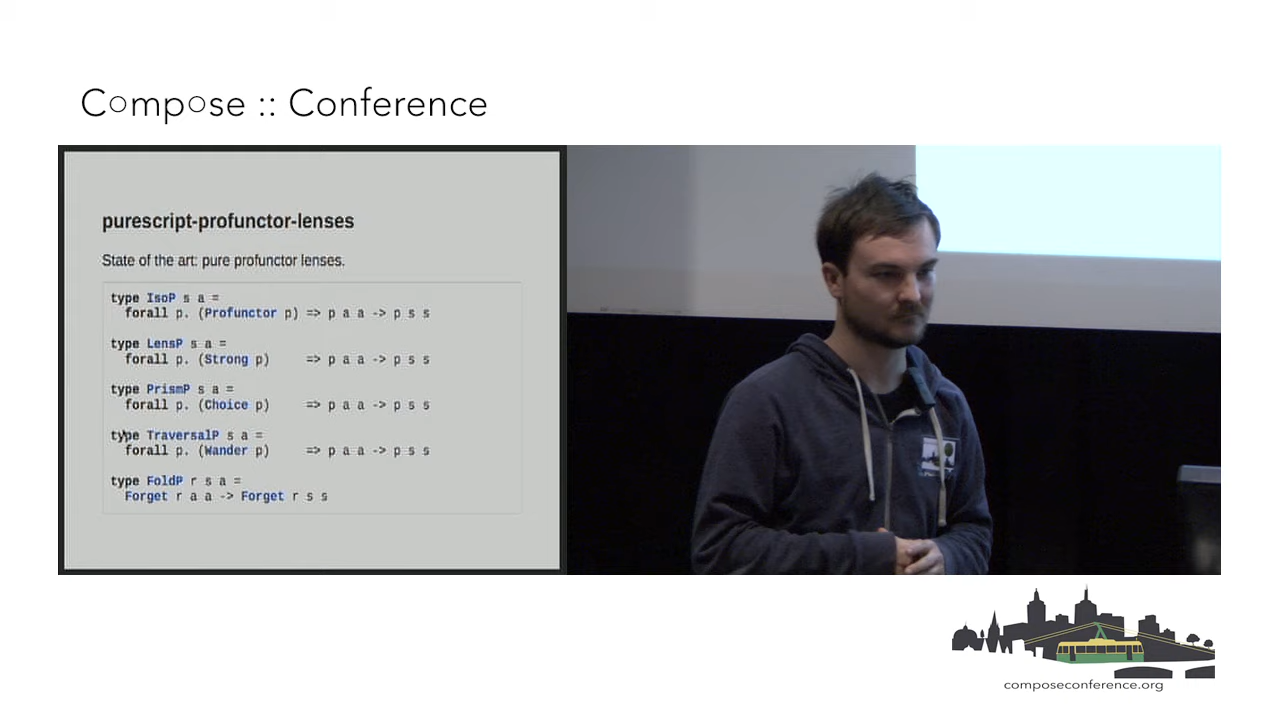 Compose :: Conference
purescript-profunctor-lenses
State of the art: pure profunctor lenses.
type IsoP s a =
forall p. (Profunctor p) => p a a -> p s s
type LensP s a =
forall p. (Strong p) => p a a -> p s s
type PrismP s a =
forall p. (Choice p) => p a a -> p s s
type TraversalP s a =
forall p. (Wander p) => p a a -> p s s
type FoldP r s a =
Forget r a a -> Forget r s s
composeconference.org